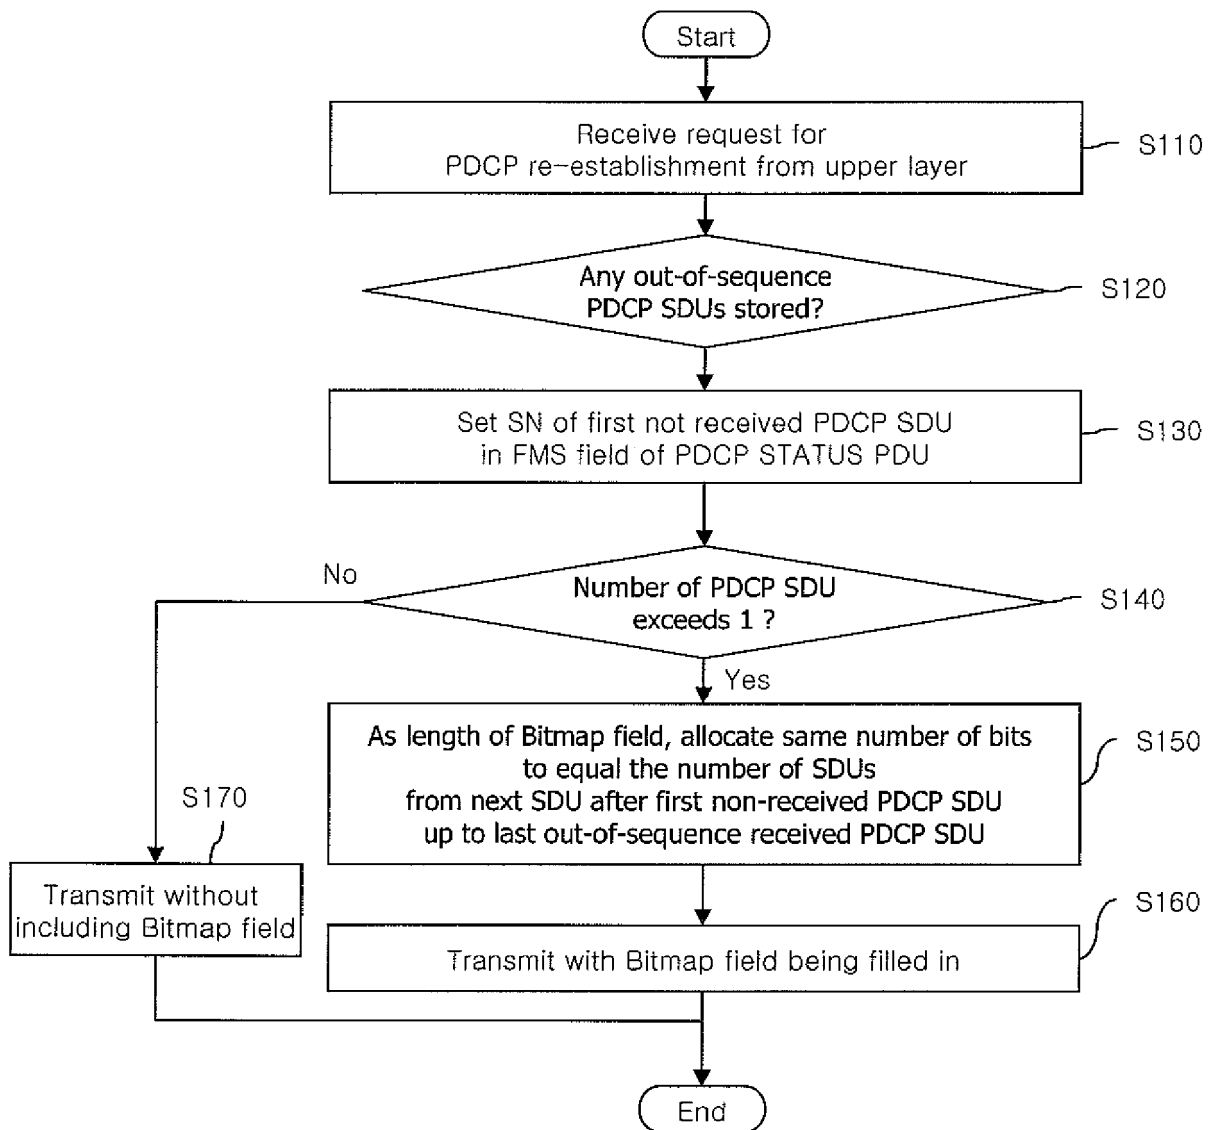 Start
Receive request for
PDCP re-establishment from upper layer
S110
Any out-of-sequence
PDCP SDUs stored?
S120
Set SN of first not received PDCP SDU
in FMS field of PDCP STATUS PDU
S130
No
Number of PDCP SDU
exceeds 1 ?
S140
Yes
As length of Bitmap field, allocate same number of bits
to equal the number of SDUs
from next SDU after first non-received PDCP SDU
up to last out-of-sequence received PDCP SDU
S150
S170
Transmit without
including Bitmap field
S160
Transmit with Bitmap field being filled in
End